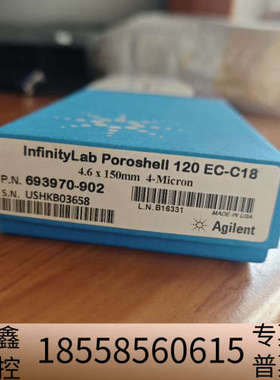 InfinityLab Poroshell 120 EC-C18
4.6 x 150mm 4-Micron
P.N. 693970-902
S.N. USHKB03658
L.N. B16331
MADE IN USA
Agilent
鑫
控
18558560615
专
普